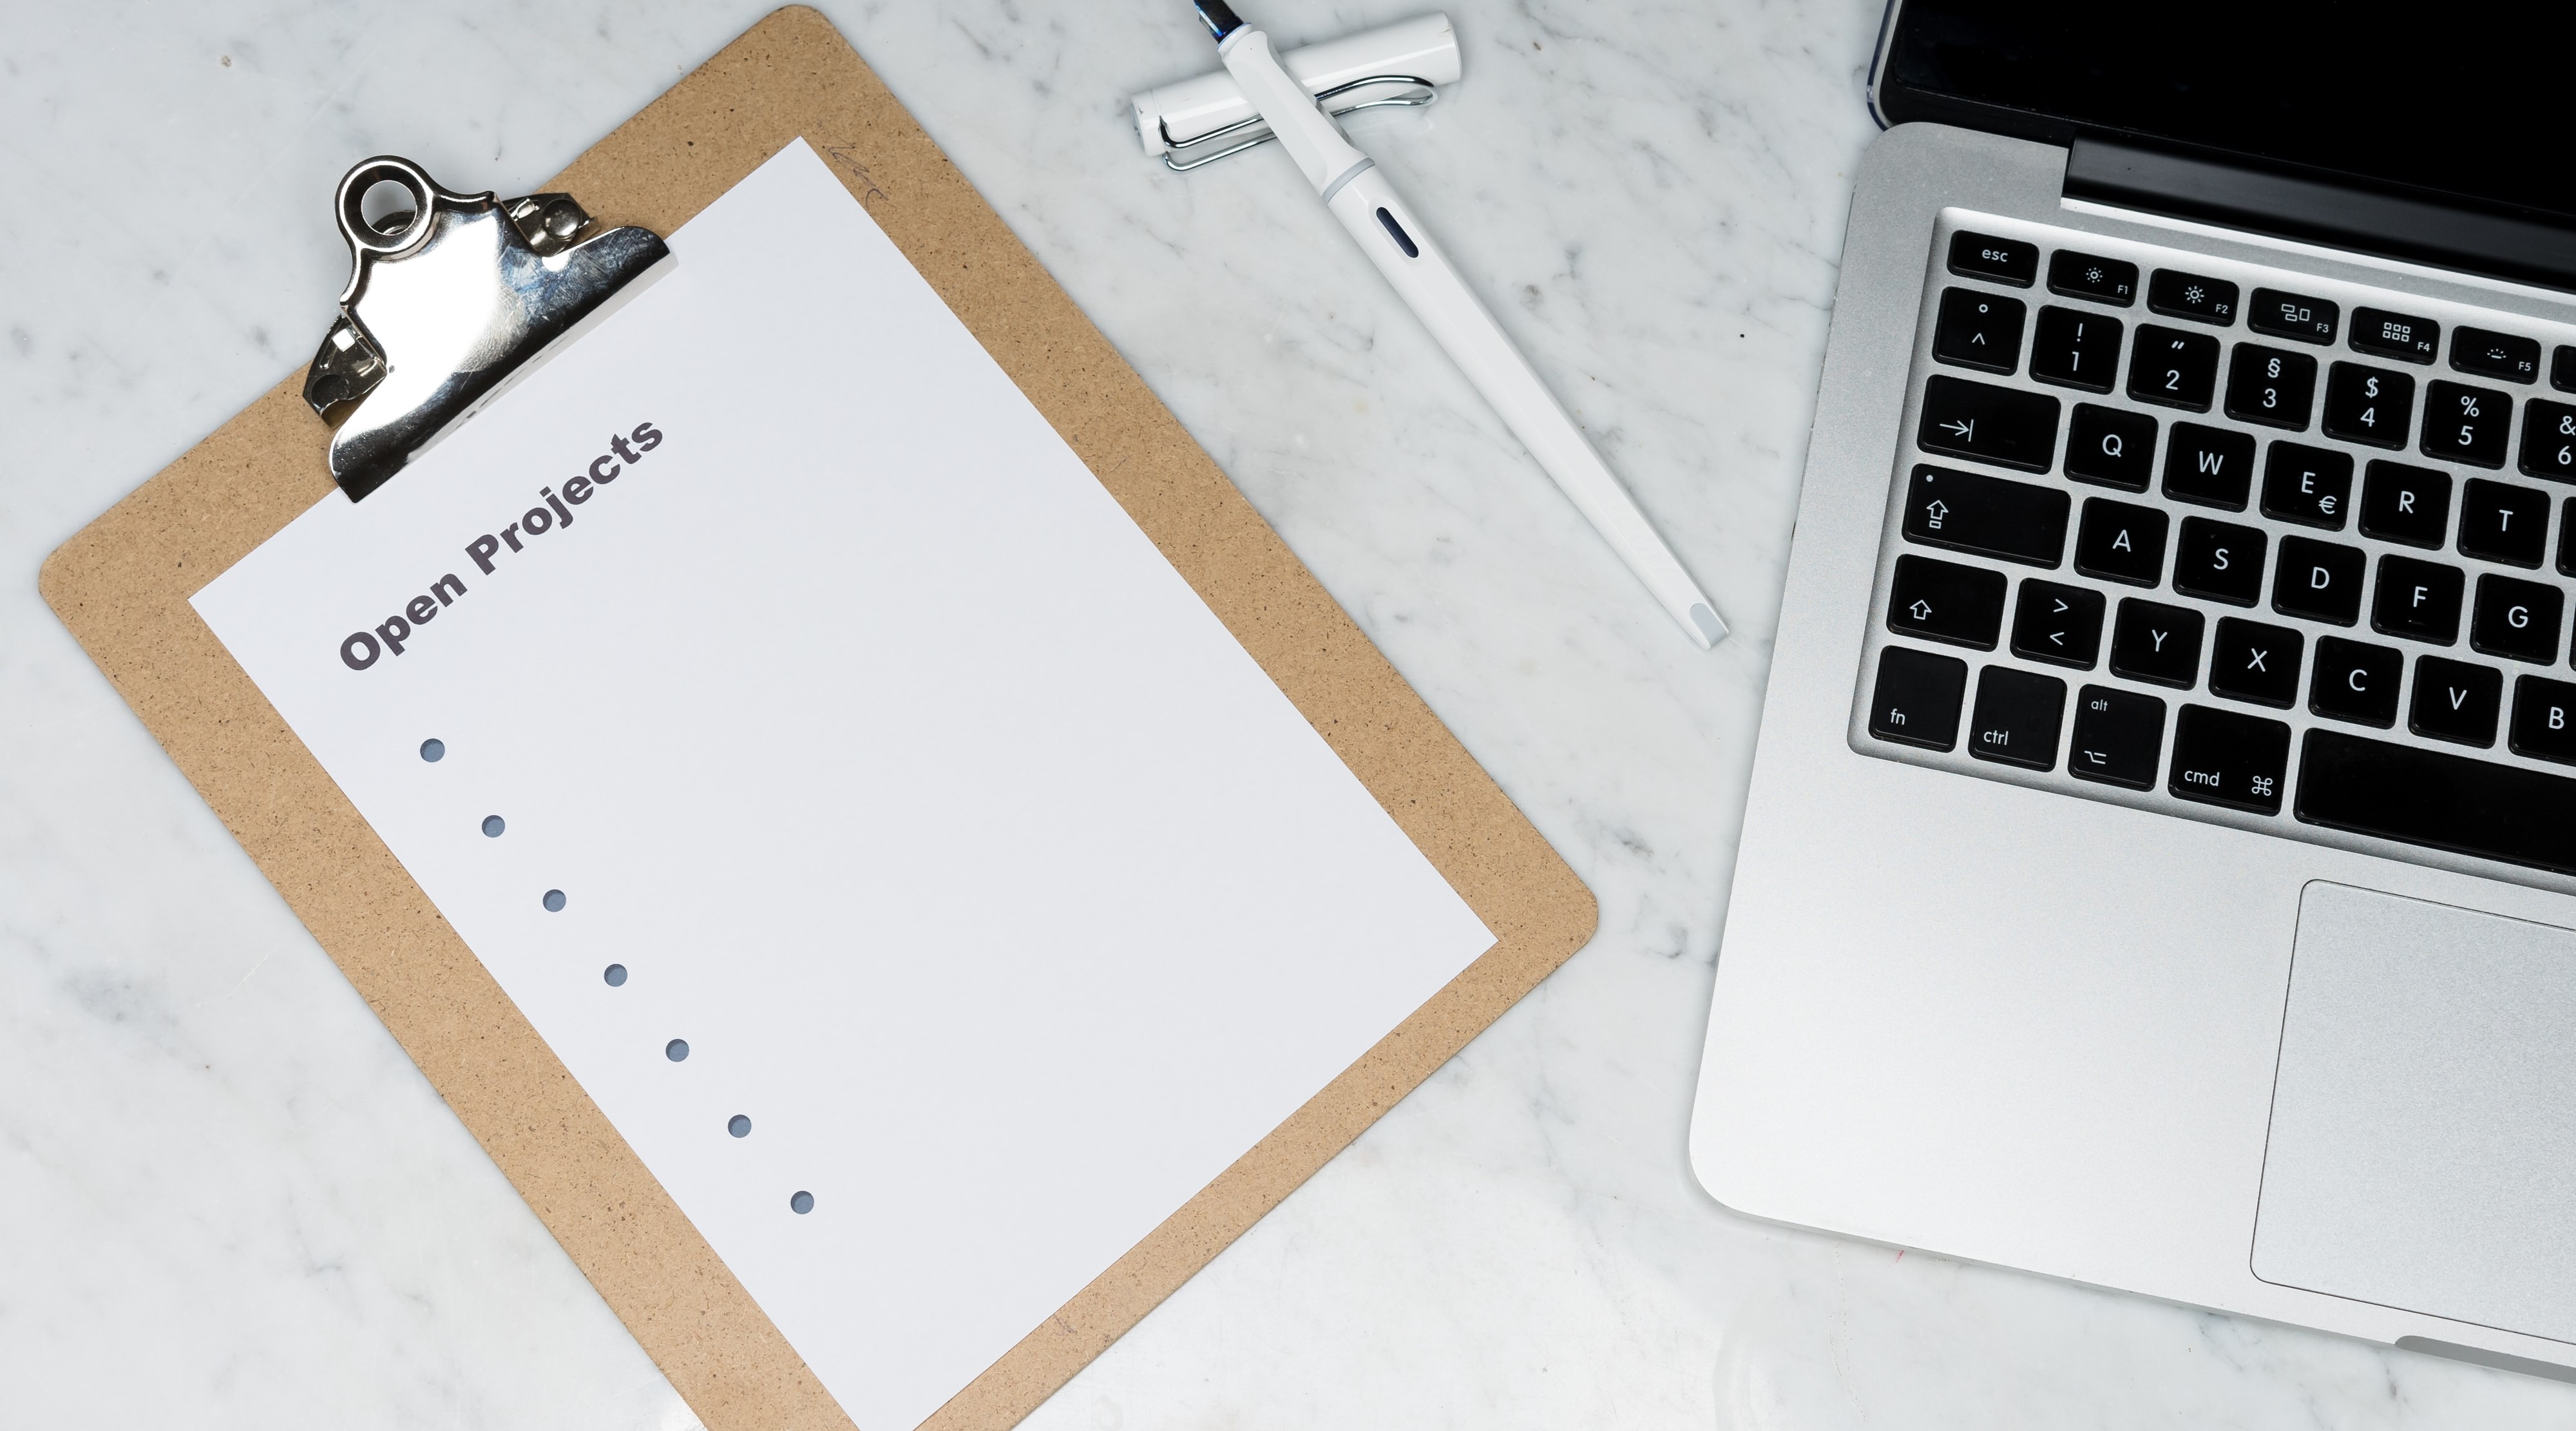 Open Projects
esc
F1 F2 F3 F4 F5
° ^ ! 1 " 2 § 3 $ 4 % 5 & 6
Q W E € R T
A S D F G
> < Y X C V B
fn ctrl alt cmd ⌘